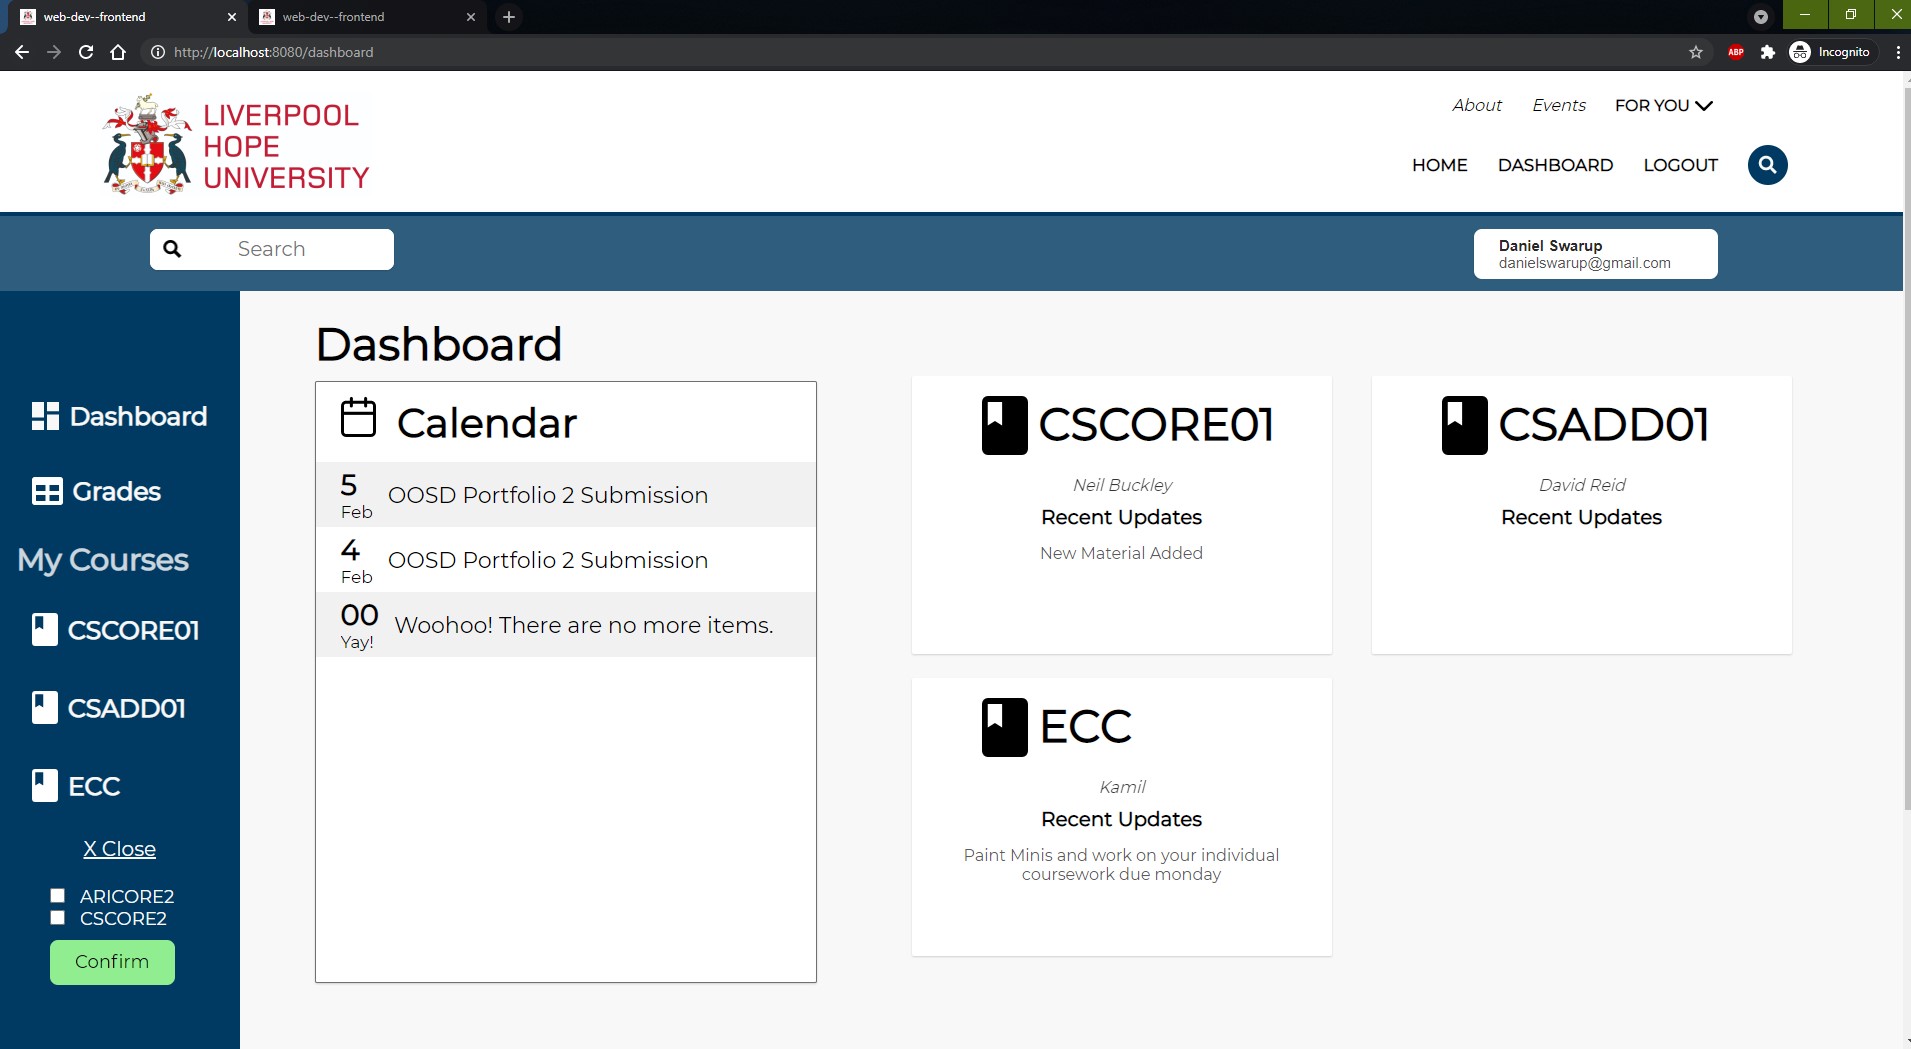 web-dev--frontend
web-dev--frontend
http://localhost:8080/dashboard
ABP
Incognito
LIVERPOOL
HOPE
UNIVERSITY
About Events FOR YOU
HOME DASHBOARD LOGOUT
Search
Daniel Swarup
danielswarup@gmail.com
Dashboard
Grades
My Courses
CSCORE01
CSADD01
ECC
X Close
ARICORE2
CSCORE2
Confirm
Dashboard
Calendar
5
Feb
OOSD Portfolio 2 Submission
4
Feb
OOSD Portfolio 2 Submission
00
Yay!
Woohoo! There are no more items.
CSCORE01
Neil Buckley
Recent Updates
New Material Added
CSADD01
David Reid
Recent Updates
ECC
Kamil
Recent Updates
Paint Minis and work on your individual
coursework due monday